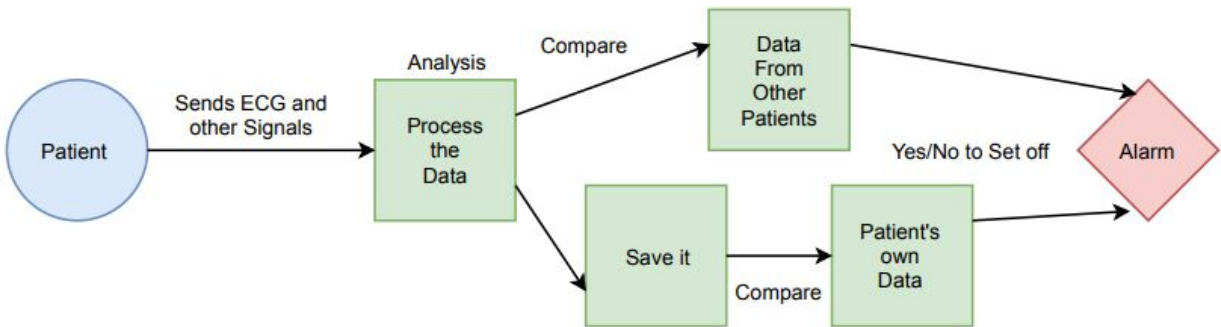 Patient
Sends ECG and
other Signals
Analysis
Process
the
Data
Compare
Data
From
Other
Patients
Save it
Compare
Patient's
own
Data
Yes/No to Set off
Alarm